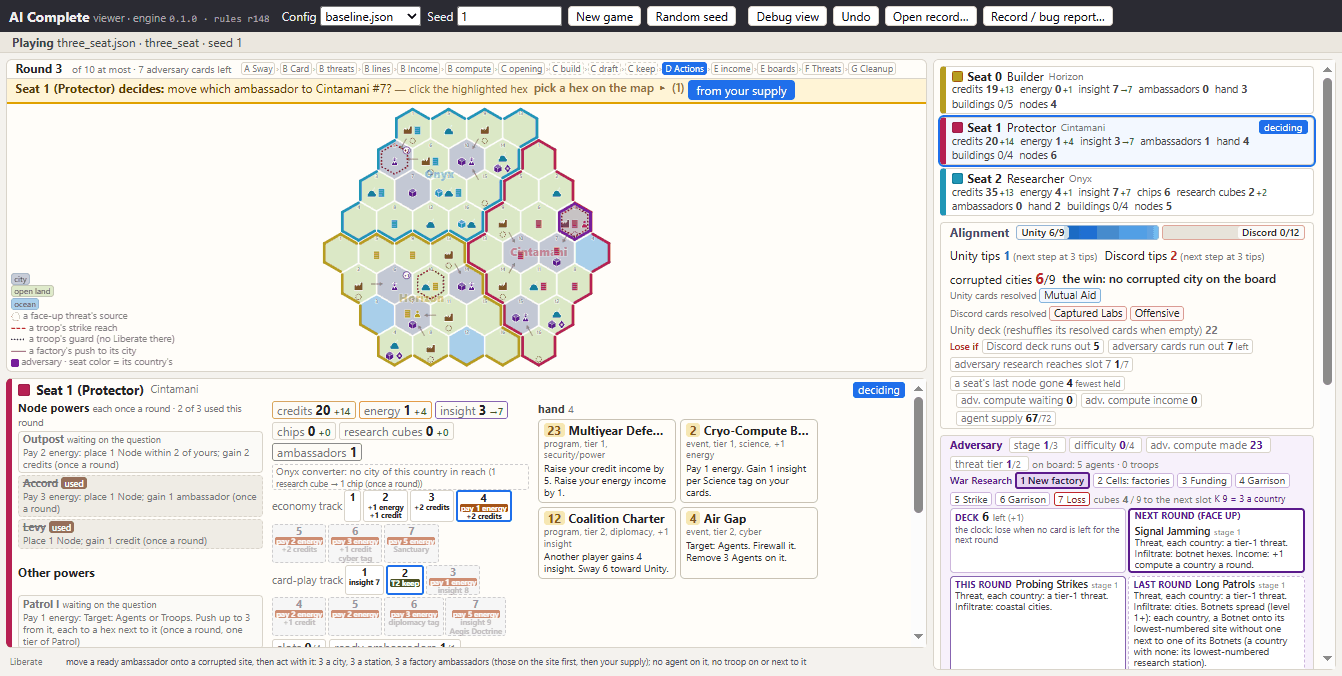 AI Complete viewer · engine 0.1.0 · rules r148 Config baseline.json Seed 1 New game Random seed Debug view Undo Open record... Record / bug report...
Playing three_seat.json · three_seat · seed 1
Round 3 of 10 at most · 7 adversary cards left A Sway B Card B threats B lines B Income B compute C opening C build C draft C keep D Actions E income E boards F Threats G Cleanup
Seat 1 (Protector) decides: move which ambassador to Cintamani #7? — click the highlighted hex pick a hex on the map ▸ (1) from your supply
Onyx
Cintamani
Horizon
city
open land
ocean
a face-up threat's source
a troop's strike reach
a troop's guard (no Liberate there)
a factory's push to its city
adversary · seat color = its country's
Seat 1 (Protector) Cintamani deciding
Node powers each once a round · 2 of 3 used this round
Outpost waiting on the question
Pay 2 energy: place 1 Node within 2 of yours; gain 2 credits (once a round)
Accord used
Pay 3 energy: place 1 Node; gain 1 ambassador (once a round)
Levy used
Place 1 Node; gain 1 credit (once a round)
Other powers
Patrol I waiting on the question
Pay 1 energy: Target: Agents or Troops. Push up to 3 from it, each to a hex next to it (once a round, one tier of Patrol)
credits 20 +14 energy 1 +4 insight 3 →7
chips 0 +0 research cubes 0 +0
ambassadors 1
Onyx converter: no city of this country in reach (1 research cube → 1 chip (once a round))
economy track 1
2 +1 energy +1 credit
3 +2 credits
4 pay 1 energy +2 credits
5 pay 2 energy +2 credits
6 pay 3 energy +1 credit cyber tag
7 pay 3 energy Sanctuary
card-play track 1 insight 7
2 T2 keep
3 pay 1 energy insight 8
4 pay 2 energy +1 credit
5 pay 2 energy
6 pay 3 energy diplomacy tag
7 pay 3 energy insight 9 Aegis Doctrine
hand 4
23 Multiyear Defe...
program, tier 1, security/power
Raise your credit income by 5. Raise your energy income by 1.
2 Cryo-Compute B...
event, tier 1, science, +1 energy
Pay 1 energy. Gain 1 insight per Science tag on your cards.
12 Coalition Charter
program, tier 2, diplomacy, +1 insight
Another player gains 4 insight. Sway 6 toward Unity.
4 Air Gap
event, tier 2, cyber
Target: Agents. Firewall it. Remove 3 Agents on it.
Liberate move a ready ambassador onto a corrupted site, then act with it: 3 a city, 3 a station, 3 a factory ambassadors (those on the site first, then your supply); no agent on it, no troop on or next to it
Seat 0 Builder Horizon
credits 19 +13 energy 0 +1 insight 7 →7 ambassadors 0 hand 3
buildings 0/5 nodes 4
Seat 1 Protector Cintamani deciding
credits 20 +14 energy 1 +4 insight 3 →7 ambassadors 1 hand 4
buildings 0/4 nodes 6
Seat 2 Researcher Onyx
credits 35 +13 energy 4 +1 insight 7 +7 chips 6 research cubes 2 +2
ambassadors 0 hand 2 buildings 0/4 nodes 5
Alignment Unity 6/9 Discord 0/12
Unity tips 1 (next step at 3 tips) Discord tips 2 (next step at 3 tips)
corrupted cities 6/9 the win: no corrupted city on the board
Unity cards resolved Mutual Aid
Discord cards resolved Captured Labs Offensive
Unity deck (reshuffles its resolved cards when empty) 22
Lose if Discord deck runs out 5 adversary cards run out 7 left
adversary research reaches slot 7 1/7
a seat's last node gone 4 fewest held
adv. compute waiting 0 adv. compute income 0
agent supply 67/72
Adversary stage 1/3 difficulty 0/4 adv. compute made 23
threat tier 1/2 on board: 5 agents · 0 troops
War Research 1 New factory 2 Cells: factories 3 Funding 4 Garrison
5 Strike 6 Garrison 7 Loss cubes 4 / 9 to the next slot K 9 = 3 a country
DECK 6 left (+1)
the clock: lose when no card is left for the next round
NEXT ROUND (FACE UP)
Signal Jamming stage 1
Threat, each country: a tier-1 threat. Infiltrate: botnet hexes. Income: +1 compute a country a round.
THIS ROUND Probing Strikes stage 1
Threat, each country: a tier-1 threat. Infiltrate: coastal cities.
LAST ROUND Long Patrols stage 1
Threat, each country: a tier-1 threat. Infiltrate: cities. Botnets spread (level 1+): each country, a Botnet onto its lowest-numbered site without one next to one of its Botnets (a country with none: its lowest-numbered research station).